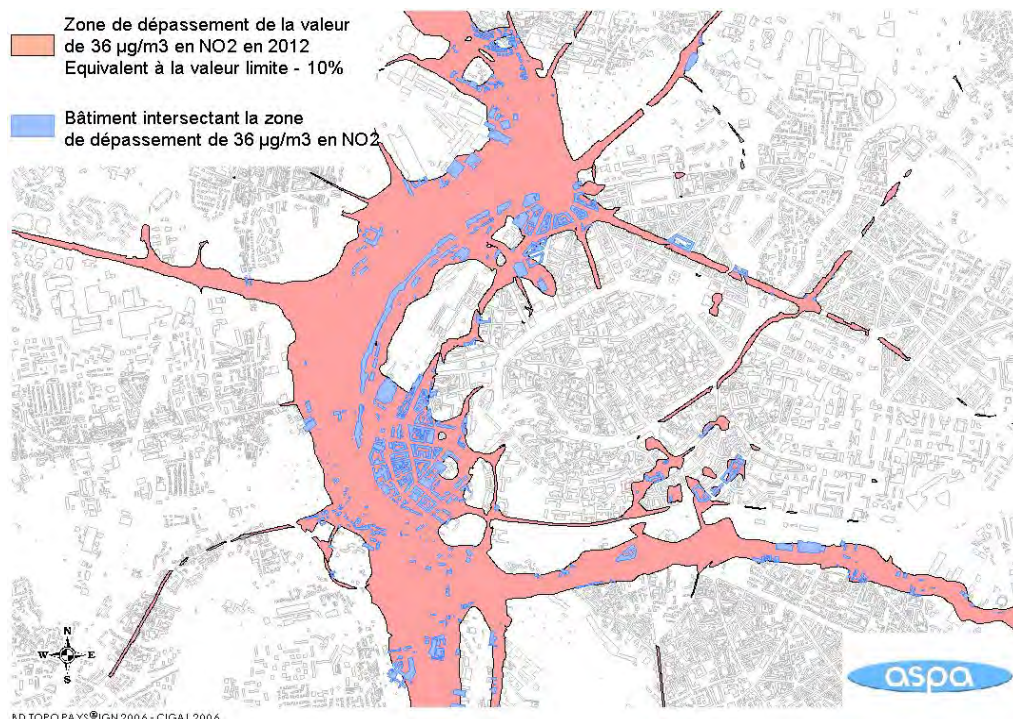 Zone de dépassement de la valeur
de 36 µg/m3 en NO2 en 2012
Equivalent à la valeur limite - 10%
Bâtiment intersectant la zone
de dépassement de 36 µg/m3 en NO2
N
W E
S
aspa
BD TOPO PAYS®IGN 2006 - CIGAL 2006